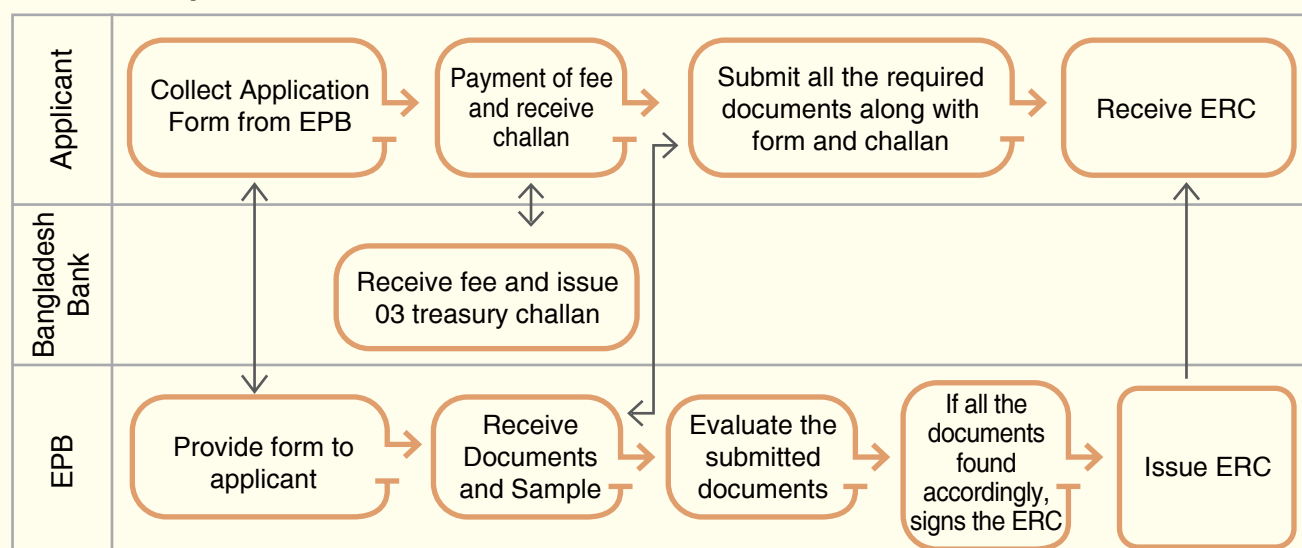 Applicant
Collect Application
Form from EPB
Payment of fee
and receive
challan
Submit all the required
documents along with
form and challan
Receive ERC
Bangladesh
Bank
Receive fee and issue
03 treasury challan
EPB
Provide form to
applicant
Receive
Documents
and Sample
Evaluate the
submitted
documents
If all the
documents
found
accordingly,
signs the ERC
Issue ERC